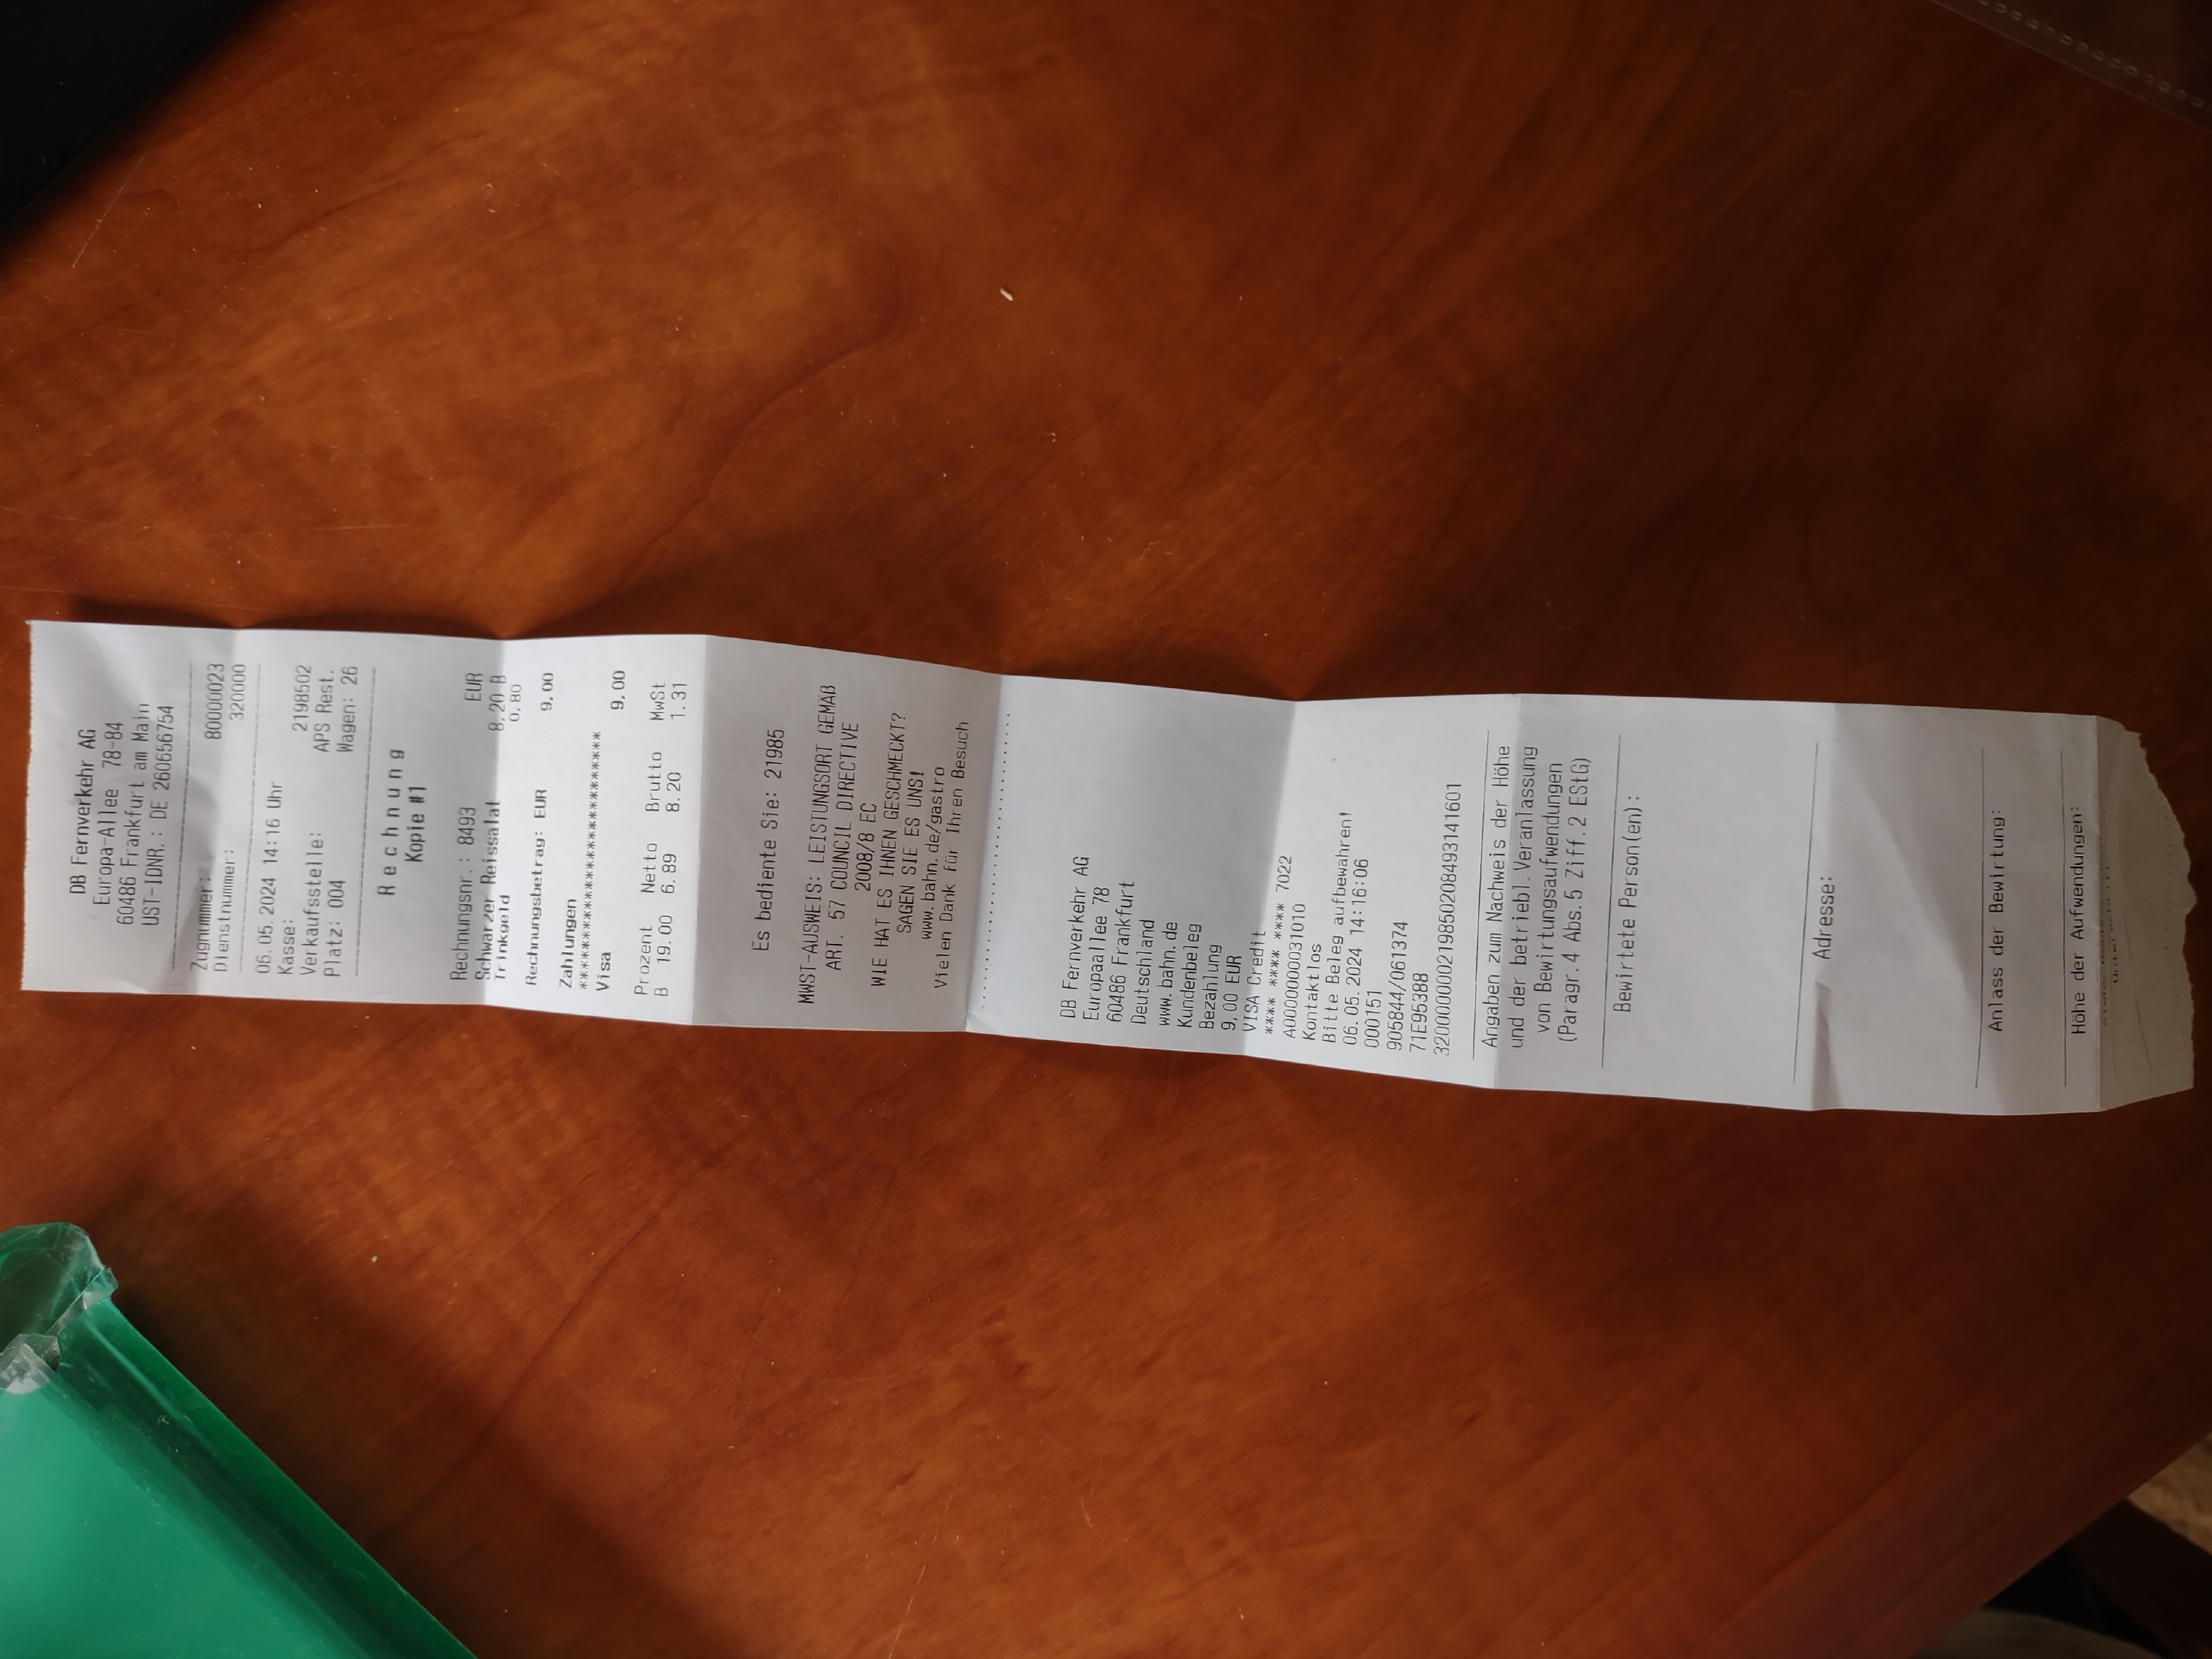 DB Fernverkehr AG
Europa-Allee 78-84
60486 Frankfurt am Main
UST-IDNR.: DE 260656754
Zugnummer: 80000023
Dienstnummer: 320000
06.05.2024 14:16 Uhr
Kasse: 2198502
Verkaufsstelle: APS Rest.
Platz: 004 Wagen: 26
Rechnung
Kopie #1
Rechnungsnr.: 8493 EUR
Schwarzer Reissalat 8,20 B
Trinkgeld 0,80
Rechnungsbetrag: EUR 9,00
Zahlungen
**************************
Visa 9,00
Prozent Netto Brutto MwSt
B 19.00 6.89 8.20 1.31
Es bediente Sie: 21985
MWST-AUSWEIS: LEISTUNGSORT GEMÄß
ART. 57 COUNCIL DIRECTIVE
2008/8 EC
WIE HAT ES IHNEN GESCHMECKT?
SAGEN SIE ES UNS!
www.bahn.de/gastro
Vielen Dank für Ihren Besuch
DB Fernverkehr AG
Europaallee 78
60486 Frankfurt
Deutschland
www.bahn.de
Kundenbeleg
Bezahlung
9,00 EUR
VISA Credit
**** **** **** 7022
A0000000031010
Kontaktlos
Bitte Beleg aufbewahren!
06.05.2024 14:16:06
000151
905844/061374
71E95388
320000000219850208493141601
Angaben zum Nachweis der Höhe
und der betriebl.Veranlassung
von Bewirtungsaufwendungen
(Paragr.4 Abs.5 Ziff.2 EStG)
Bewirtete Person(en):
Adresse:
Anlass der Bewirtung:
Höhe der Aufwendungen: